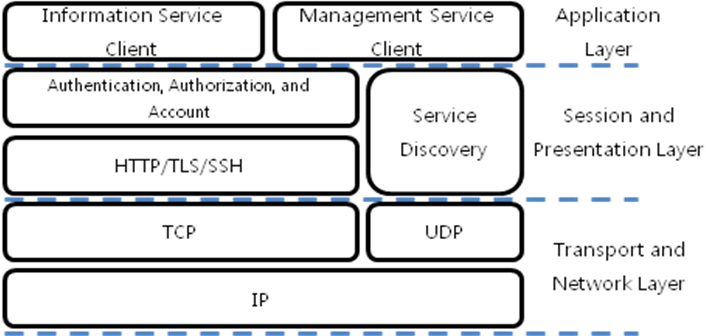 Information Service
Client
Management Service
Client
Application
Layer
Authentication, Authorization, and
Account
Service
Discovery
Session and
Presentation Layer
HTTP/TLS/SSH
TCP
UDP
Transport and
Network Layer
IP